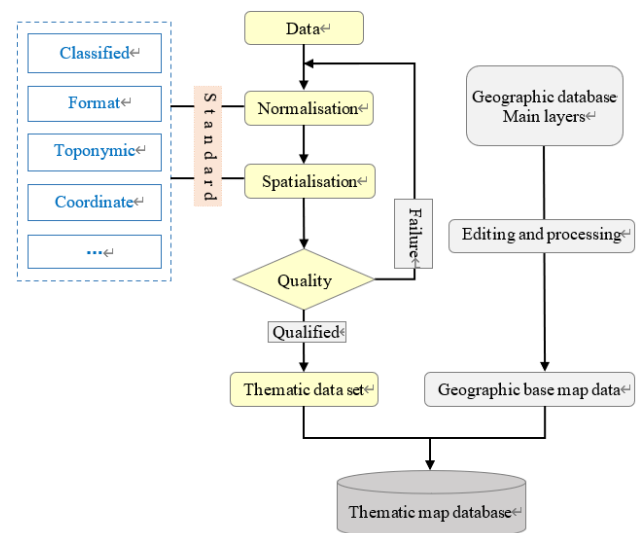 Data
Classified
Format
Toponymic
Coordinate
...
Standard
Normalisation
Spatialisation
Quality
Failure
Qualified
Thematic data set
Geographic database
Main layers
Editing and processing
Geographic base map data
Thematic map database